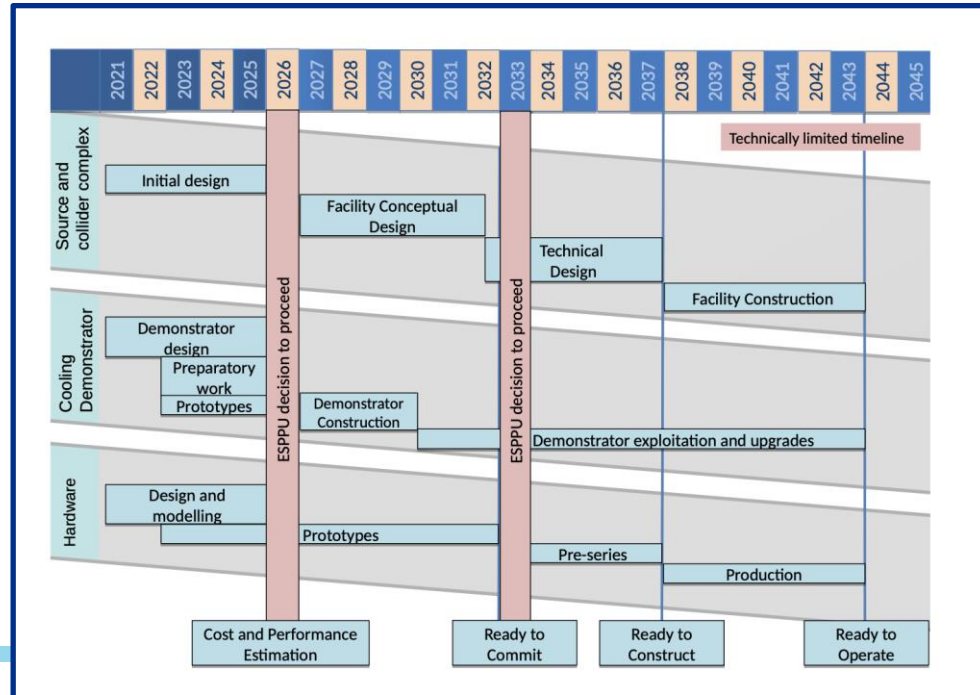 2021 2022 2023 2024 2025 2026 2027 2028 2029 2030 2031 2032 2033 2034 2035 2036 2037 2038 2039 2040 2041 2042 2043 2044 2045
Technically limited timeline
Source and
collider complex
Initial design
Facility Conceptual
Design
Technical
Design
Facility Construction
Cooling
Demonstrator
Demonstrator
design
Preparatory
work
Prototypes
Demonstrator
Construction
Demonstrator exploitation and upgrades
Hardware
Design and
modelling
Prototypes
Pre-series
Production
ESPPU decision to proceed
ESPPU decision to proceed
Cost and Performance
Estimation
Ready to
Commit
Ready to
Construct
Ready to
Operate